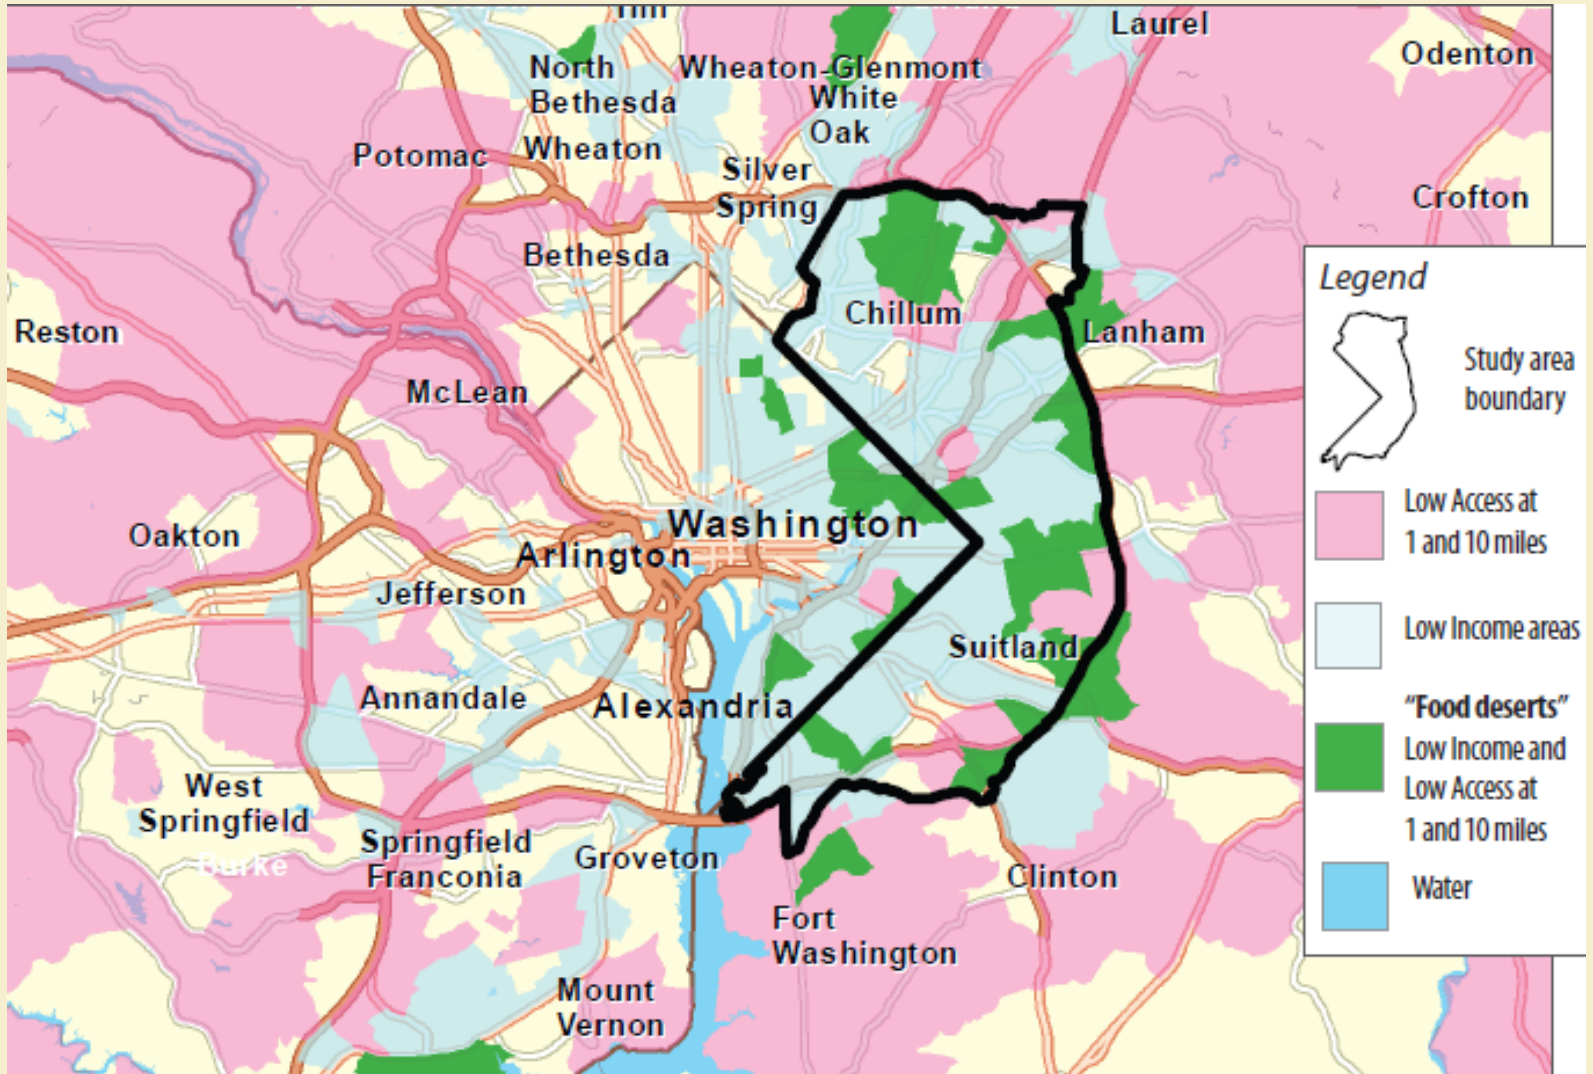 Laurel
Odenton
North
Bethesda
Wheaton-Glenmont
White
Oak
Potomac
Wheaton
Silver
Spring
Crofton
Bethesda
Reston
Chillum
Lanham
McLean
Oakton
Washington
Arlington
Jefferson
Suitland
Annandale
Alexandria
West
Springfield
Burke
Springfield
Franconia
Groveton
Clinton
Fort
Washington
Mount
Vernon
Legend
Study area
boundary
Low Access at
1 and 10 miles
Low Income areas
“Food deserts”
Low Income and
Low Access at
1 and 10 miles
Water